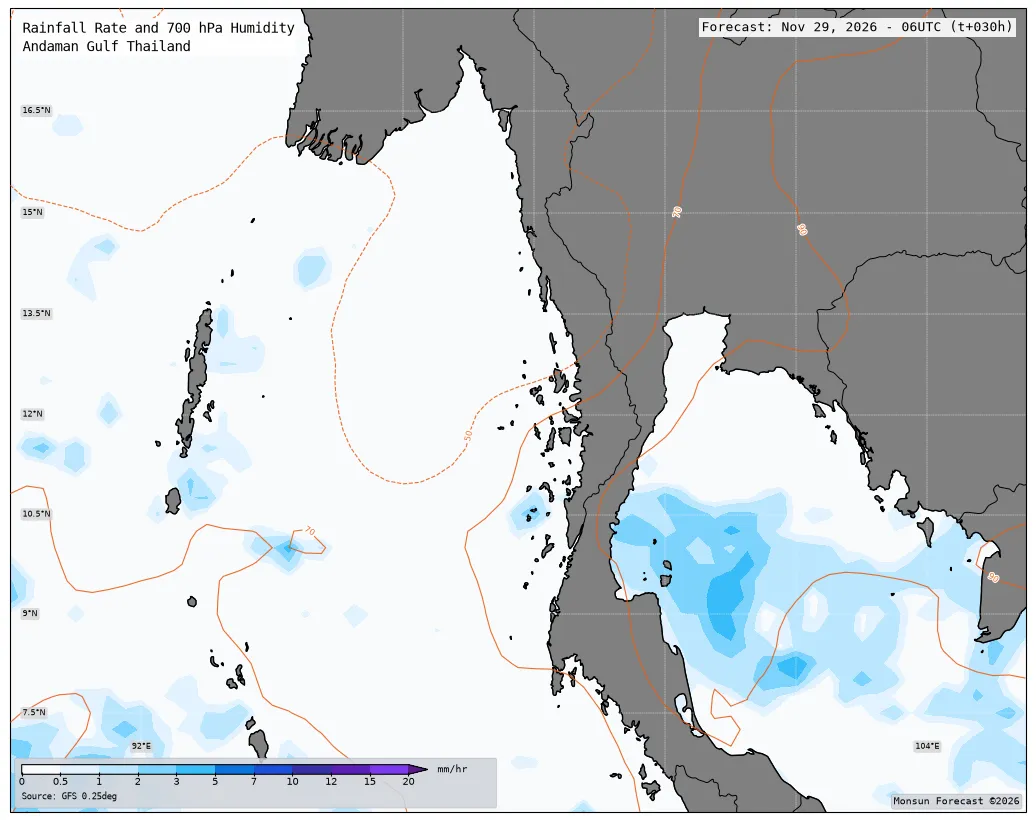 Rainfall Rate and 700 hPa Humidity
Andaman Gulf Thailand
Forecast: Nov 29, 2026 - 06UTC (t+030h)
16.5°N
15°N
13.5°N
12°N
10.5°N
9°N
7.5°N
70
90
50
70
90
92°E
104°E
0 0.5 1 2 3 5 7 10 12 15 20 mm/hr
Source: GFS 0.25deg
Monsun Forecast ©2026